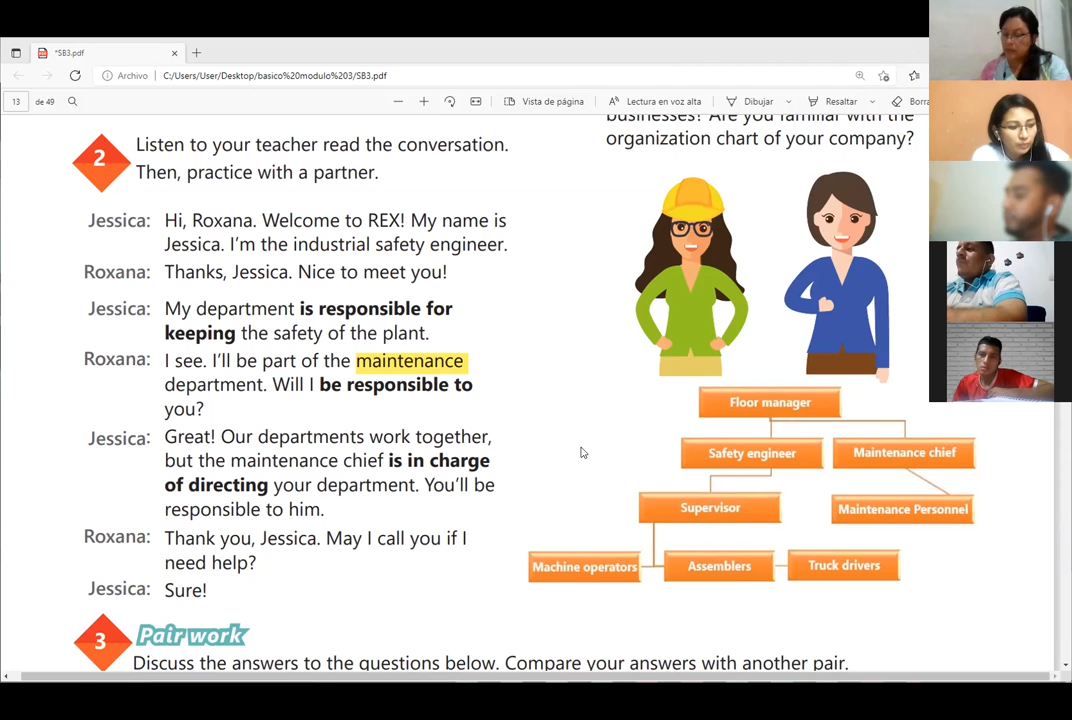 *SB3.pdf
Archivo
C:/Users/User/Desktop/basico%20modulo%203/SB3.pdf
13 de 49
Vista de página
Lectura en voz alta
Dibujar
Resaltar
Borra
businesses? Are you familiar with the
organization chart of your company?
2
Listen to your teacher read the conversation.
Then, practice with a partner.
Jessica: Hi, Roxana. Welcome to REX! My name is
Jessica. I'm the industrial safety engineer.
Roxana: Thanks, Jessica. Nice to meet you!
Jessica: My department is responsible for
keeping the safety of the plant.
Roxana: I see. I'll be part of the maintenance
department. Will I be responsible to
you?
Jessica: Great! Our departments work together,
but the maintenance chief is in charge
of directing your department. You'll be
responsible to him.
Roxana: Thank you, Jessica. May I call you if I
need help?
Jessica: Sure!
Floor manager
Safety engineer
Maintenance chief
Supervisor
Maintenance Personnel
Machine operators
Assemblers
Truck drivers
3
Pair work
Discuss the answers to the questions below. Compare your answers with another pair.